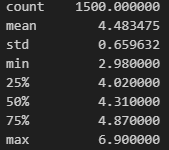 count 1500.000000
mean 4.483475
std 0.659632
min 2.980000
25% 4.020000
50% 4.310000
75% 4.870000
max 6.900000